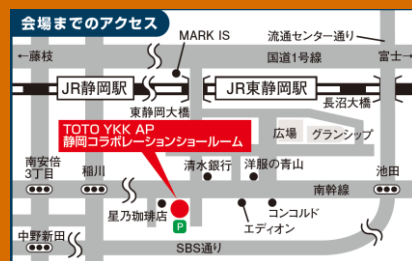 会場までのアクセス
MARK IS
流通センター通り
←藤枝
国道1号線
富士→
JR静岡駅
JR東静岡駅
東静岡大橋
長沼大橋
TOTO YKK AP
静岡コラボレーションショールーム
広場
グランシップ
南安倍
3丁目
稲川
清水銀行
洋服の青山
池田
南幹線
星乃珈琲店
P
エディオン
コンコルド
中野新田
SBS通り